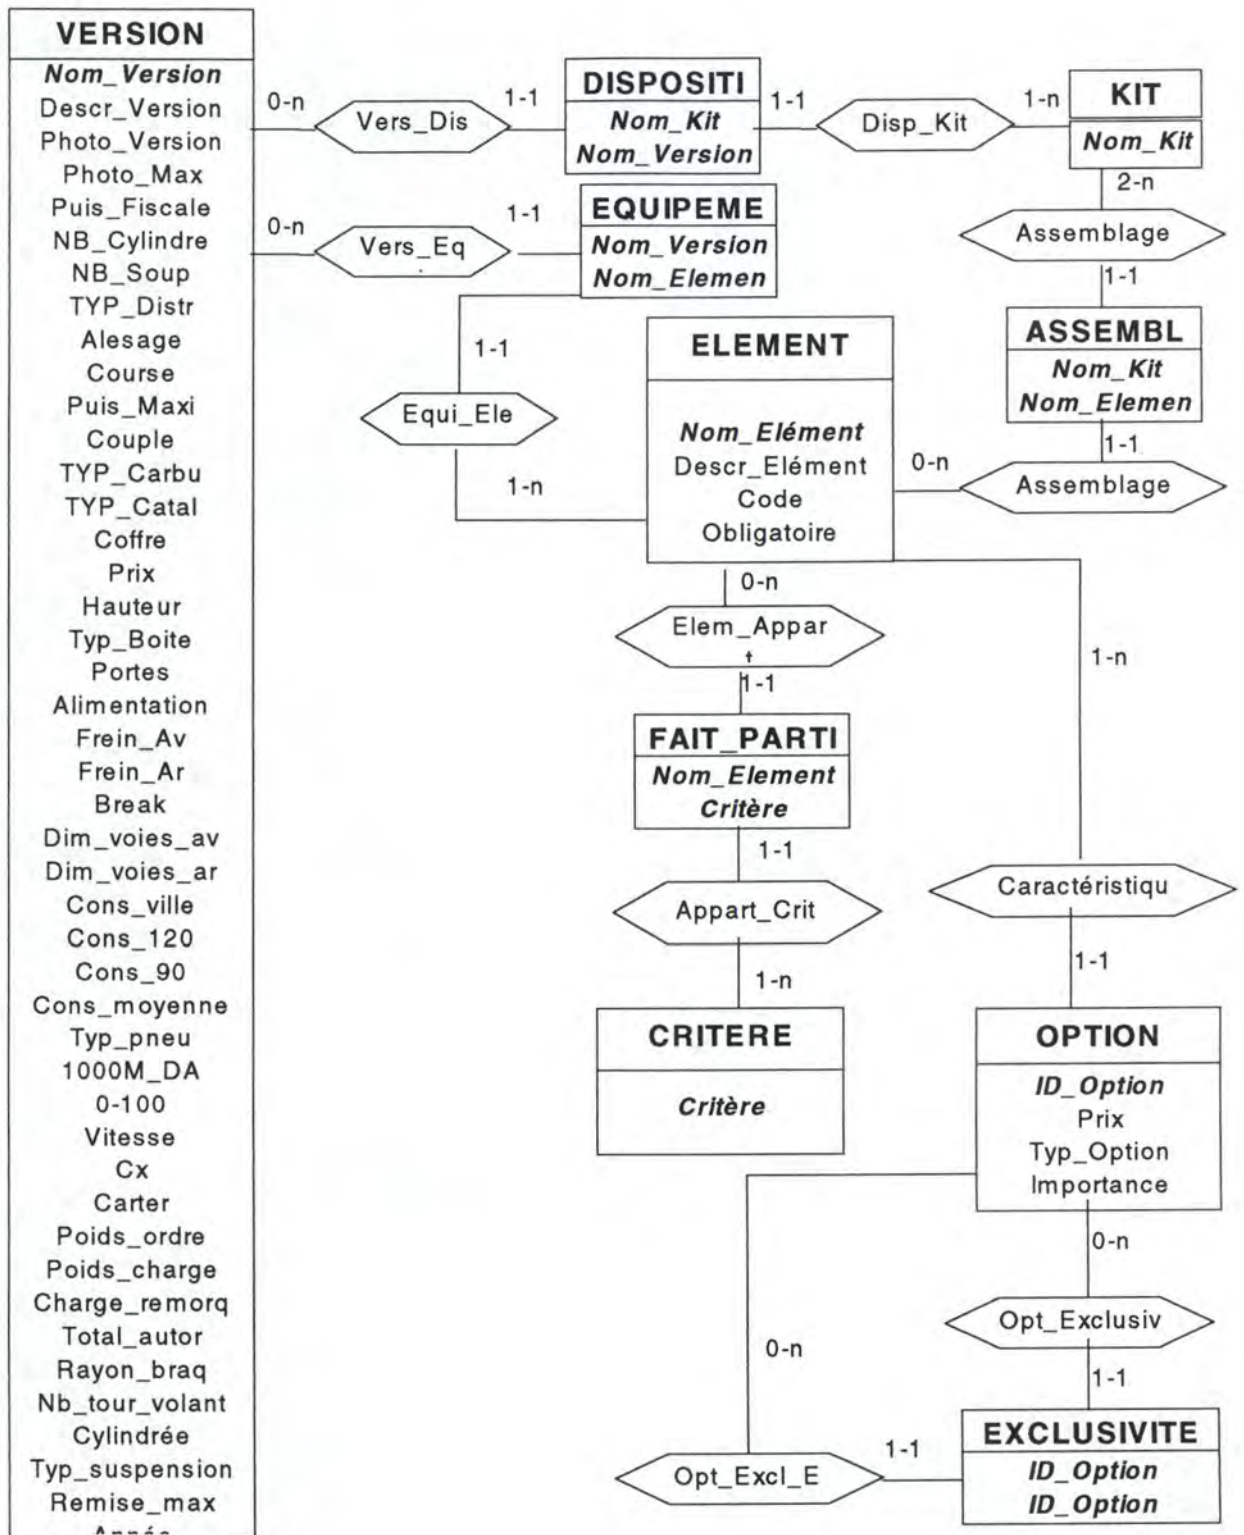 VERSION
Nom_Version
Descr_Version
Photo_Version
Photo_Max
Puis_Fiscale
NB_Cylindre
NB_Soup
TYP_Distr
Alesage
Course
Puis_Maxi
Couple
TYP_Carbu
TYP_Catal
Coffre
Prix
Hauteur
Typ_Boite
Portes
Alimentation
Frein_Av
Frein_Ar
Break
Dim_voies_av
Dim_voies_ar
Cons_ville
Cons_120
Cons_90
Cons_moyenne
Typ_pneu
1000M_DA
0-100
Vitesse
Cx
Carter
Poids_ordre
Poids_charge
Charge_remorq
Total_autor
Rayon_braq
Nb_tour_volant
Cylindrée
Typ_suspension
Remise_max
Année
0-n
Vers_Dis
1-1
DISPOSITI
Nom_Kit
Nom_Version
1-1
Disp_Kit
1-n
KIT
Nom_Kit
2-n
Assemblage
1-1
ASSEMBL
Nom_Kit
Nom_Elemen
1-1
Assemblage
0-n
0-n
Vers_Eq
1-1
EQUIPEME
Nom_Version
Nom_Elemen
1-1
Equi_Ele
1-n
ELEMENT
Nom_Elément
Descr_Elément
Code
Obligatoire
0-n
Elem_Appar
t
1-1
FAIT_PARTI
Nom_Element
Critère
1-1
Appart_Crit
1-n
CRITERE
Critère
1-n
Caractéristiqu
1-1
OPTION
ID_Option
Prix
Typ_Option
Importance
0-n
Opt_Exclusiv
1-1
EXCLUSIVITE
ID_Option
ID_Option
0-n
Opt_Excl_E
1-1